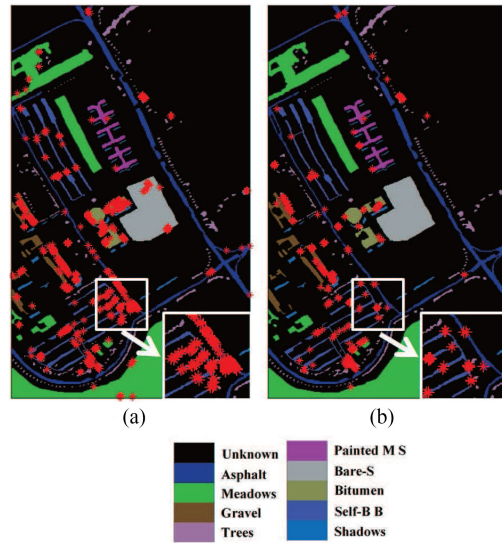 (a) (b)
Unknown Painted M S
Asphalt Bare-S
Meadows Bitumen
Gravel Self-B B
Trees Shadows